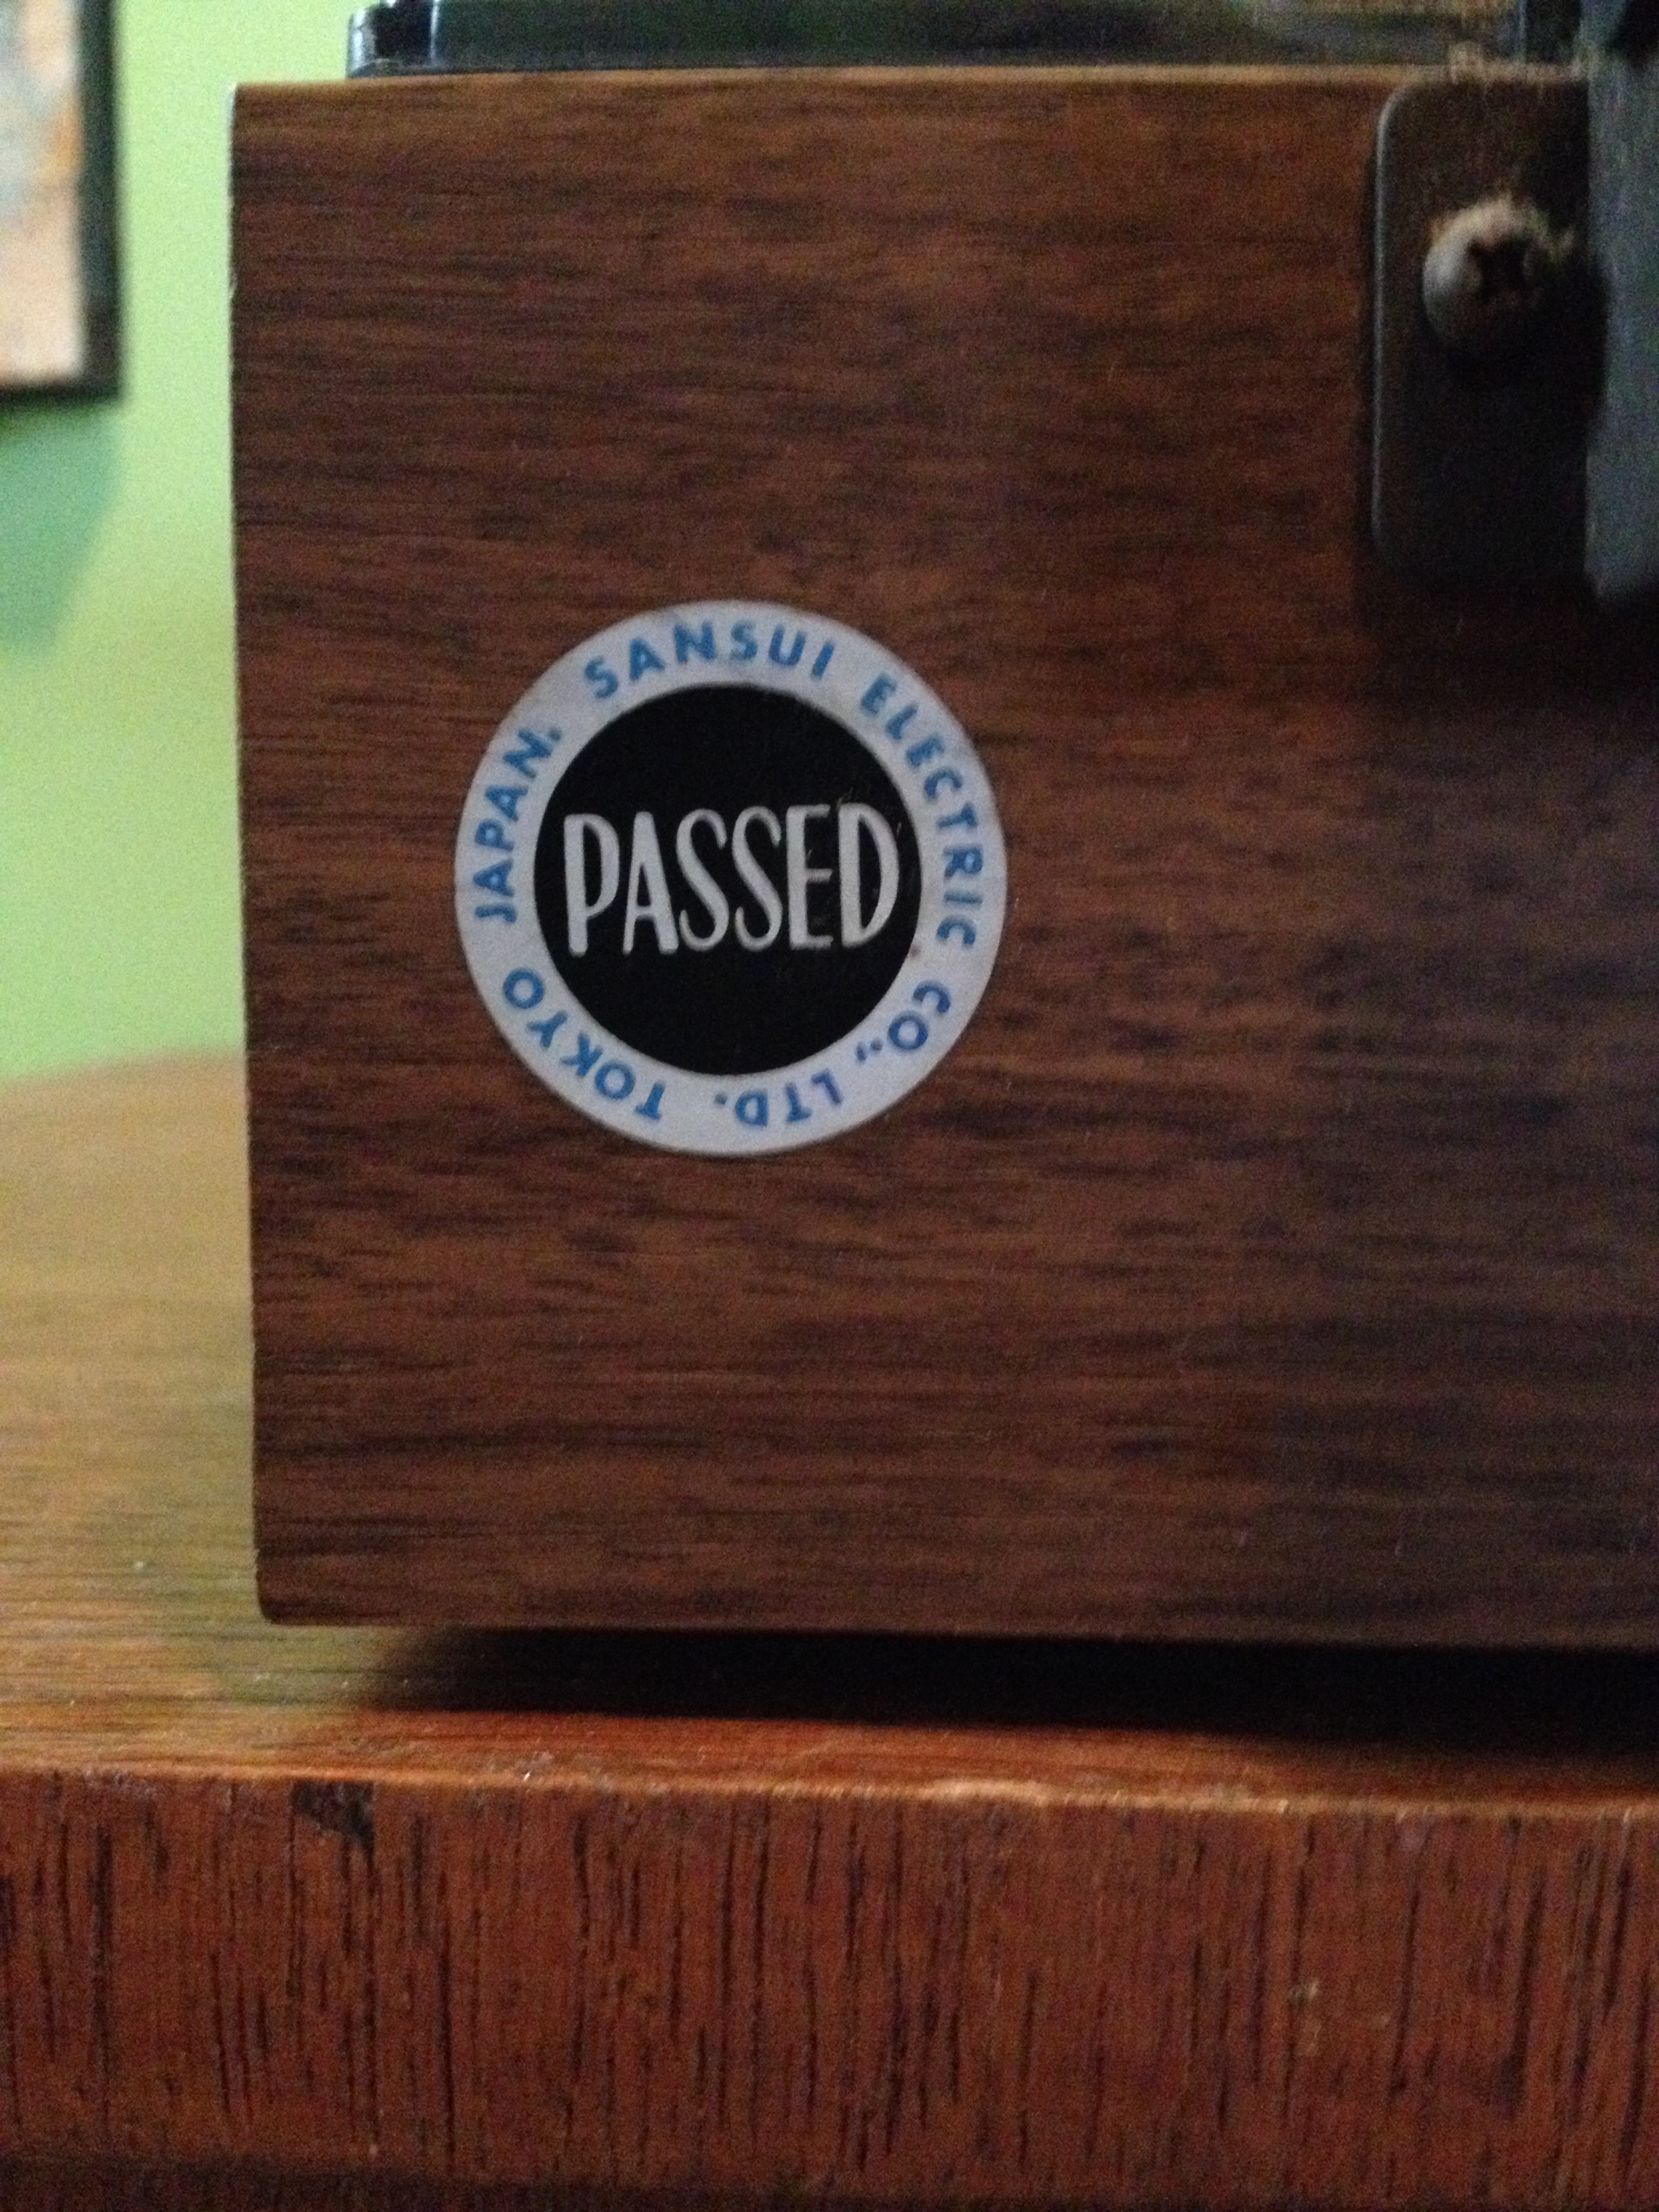 SANSUI ELECTRIC CO., LTD. TOKYO JAPAN.
PASSED